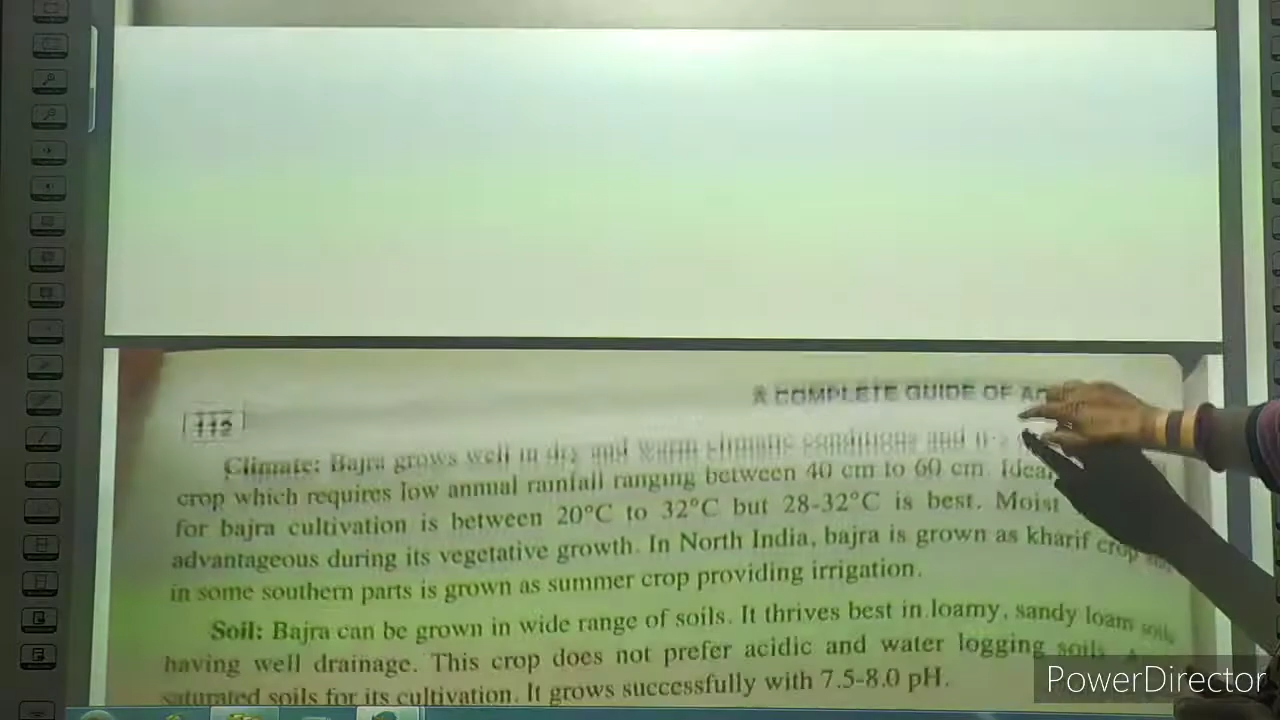 A COMPLETE GUIDE OF
112
Climate: Bajra grows well in dry and warm climatic conditions and
crop which requires low annual rainfall ranging between 40 cm to 60 cm.
for bajra cultivation is between 20°C to 32°C but 28-32°C is best. Moist
advantageous during its vegetative growth. In North India, bajra is grown as kharif crop
in some southern parts is grown as summer crop providing irrigation.
Soil: Bajra can be grown in wide range of soils. It thrives best in loamy, sandy loam soils
having well drainage. This crop does not prefer acidic and water logging soils.
saturated soils for its cultivation. It grows successfully with 7.5-8.0 pH.
PowerDirector